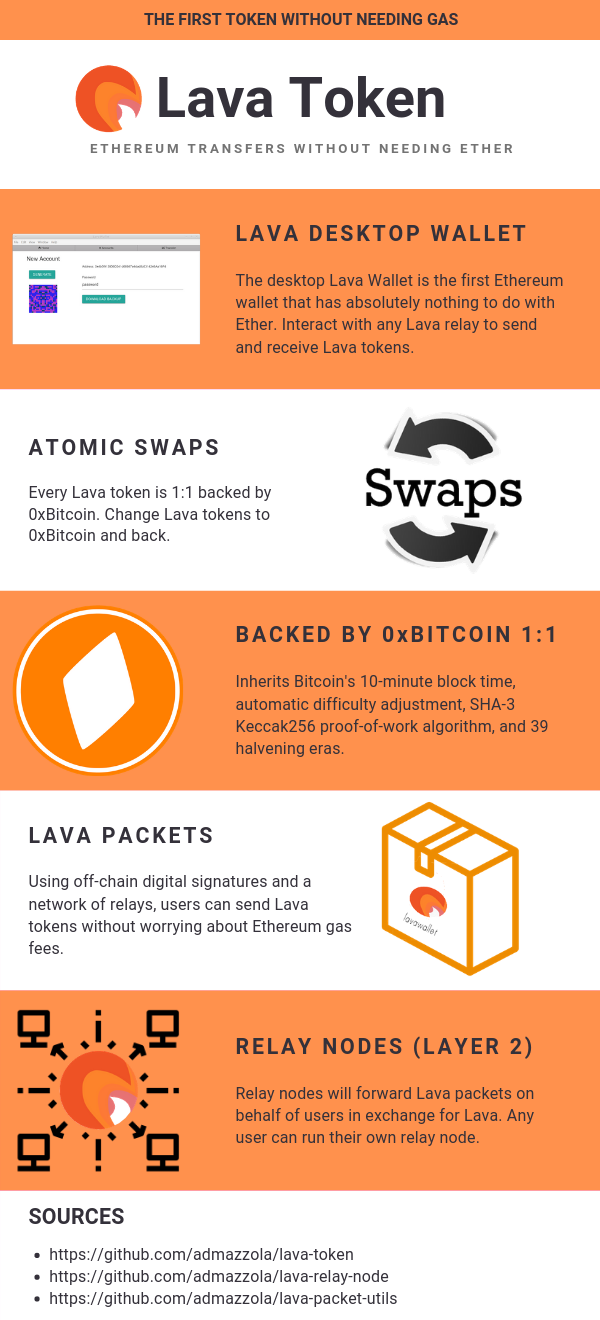 THE FIRST TOKEN WITHOUT NEEDING GAS
Lava Token
ETHEREUM TRANSFERS WITHOUT NEEDING ETHER
LAVA DESKTOP WALLET
New Account
password
The desktop Lava Wallet is the first Ethereum
wallet that has absolutely nothing to do with
Ether. Interact with any Lava relay to send
and receive Lava tokens.
ATOMIC SWAPS
Every Lava token is 1:1 backed by
0xBitcoin. Change Lava tokens to
0xBitcoin and back.
Swaps
BACKED BY 0xBITCOIN 1:1
Inherits Bitcoin's 10-minute block time,
automatic difficulty adjustment, SHA-3
Keccak256 proof-of-work algorithm, and 39
halvening eras.
LAVA PACKETS
Using off-chain digital signatures and a
network of relays, users can send Lava
tokens without worrying about Ethereum gas
fees.
lavawallet
RELAY NODES (LAYER 2)
Relay nodes will forward Lava packets on
behalf of users in exchange for Lava. Any
user can run their own relay node.
SOURCES
• https://github.com/admazzola/lava-token
• https://github.com/admazzola/lava-relay-node
• https://github.com/admazzola/lava-packet-utils